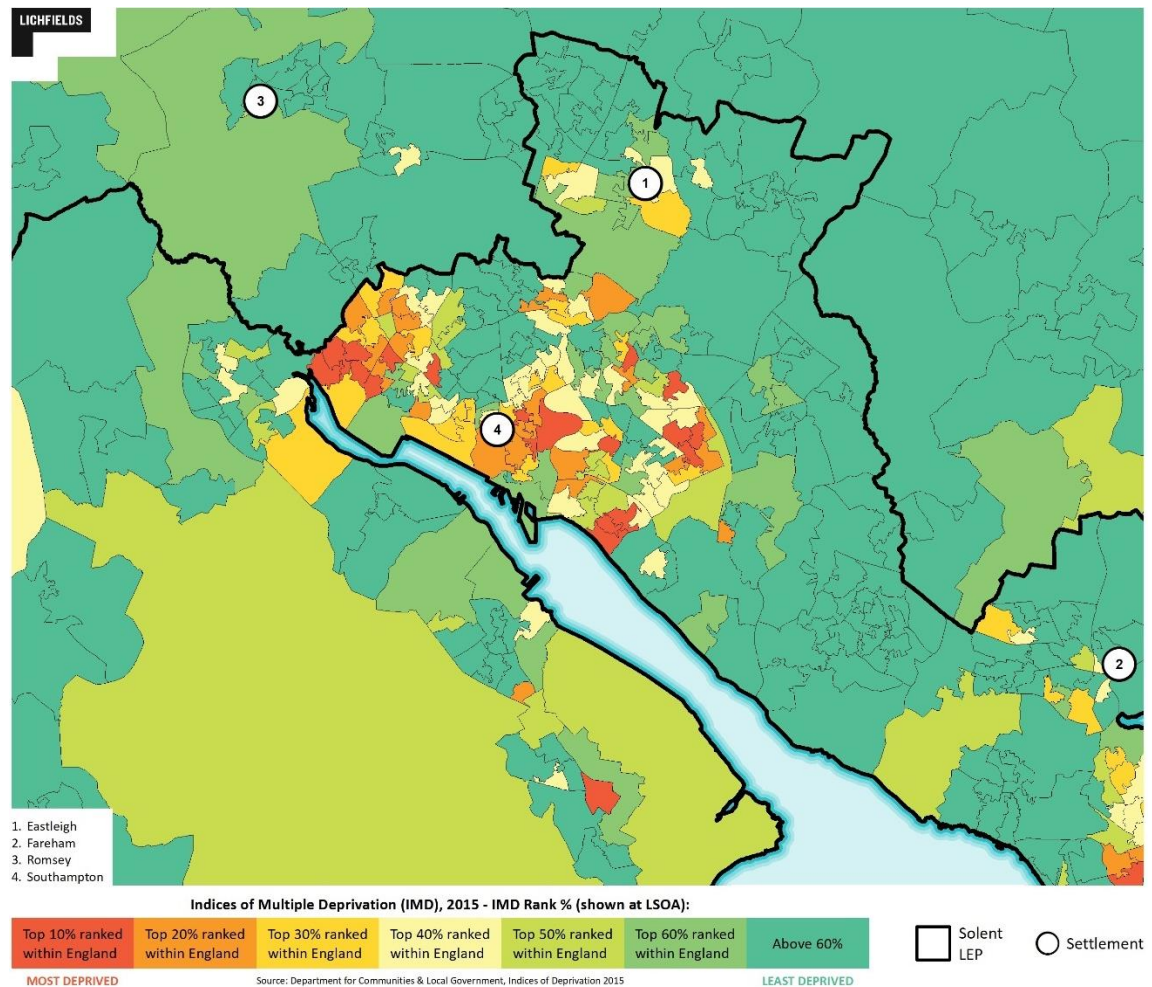 LICHFIELDS
3
1
4
2
1. Eastleigh
2. Fareham
3. Romsey
4. Southampton
Indices of Multiple Deprivation (IMD), 2015 - IMD Rank % (shown at LSOA):
Top 10% ranked
within England
Top 20% ranked
within England
Top 30% ranked
within England
Top 40% ranked
within England
Top 50% ranked
within England
Top 60% ranked
within England
Above 60%
Solent
LEP
Settlement
MOST DEPRIVED
Source: Department for Communities & Local Government, Indices of Deprivation 2015
LEAST DEPRIVED